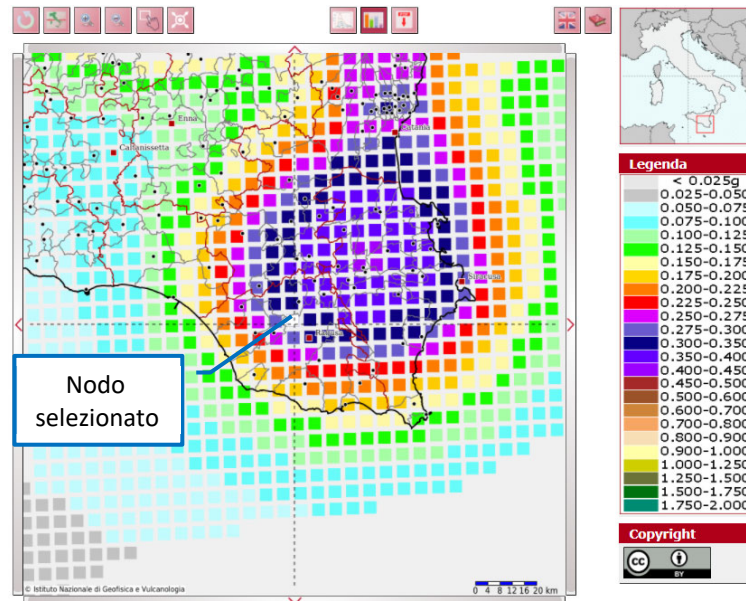 Enna
Caltanissetta
Catania
Siracusa
Ragusa
Nodo
selezionato
© Istituto Nazionale di Geofisica e Vulcanologia
0 4 8 12 16 20 km
Legenda
< 0.025g
0.025-0.050
0.050-0.075
0.075-0.100
0.100-0.125
0.125-0.150
0.150-0.175
0.175-0.200
0.200-0.225
0.225-0.250
0.250-0.275
0.275-0.300
0.300-0.350
0.350-0.400
0.400-0.450
0.450-0.500
0.500-0.600
0.600-0.700
0.700-0.800
0.800-0.900
0.900-1.000
1.000-1.250
1.250-1.500
1.500-1.750
1.750-2.000
Copyright
cc
BY